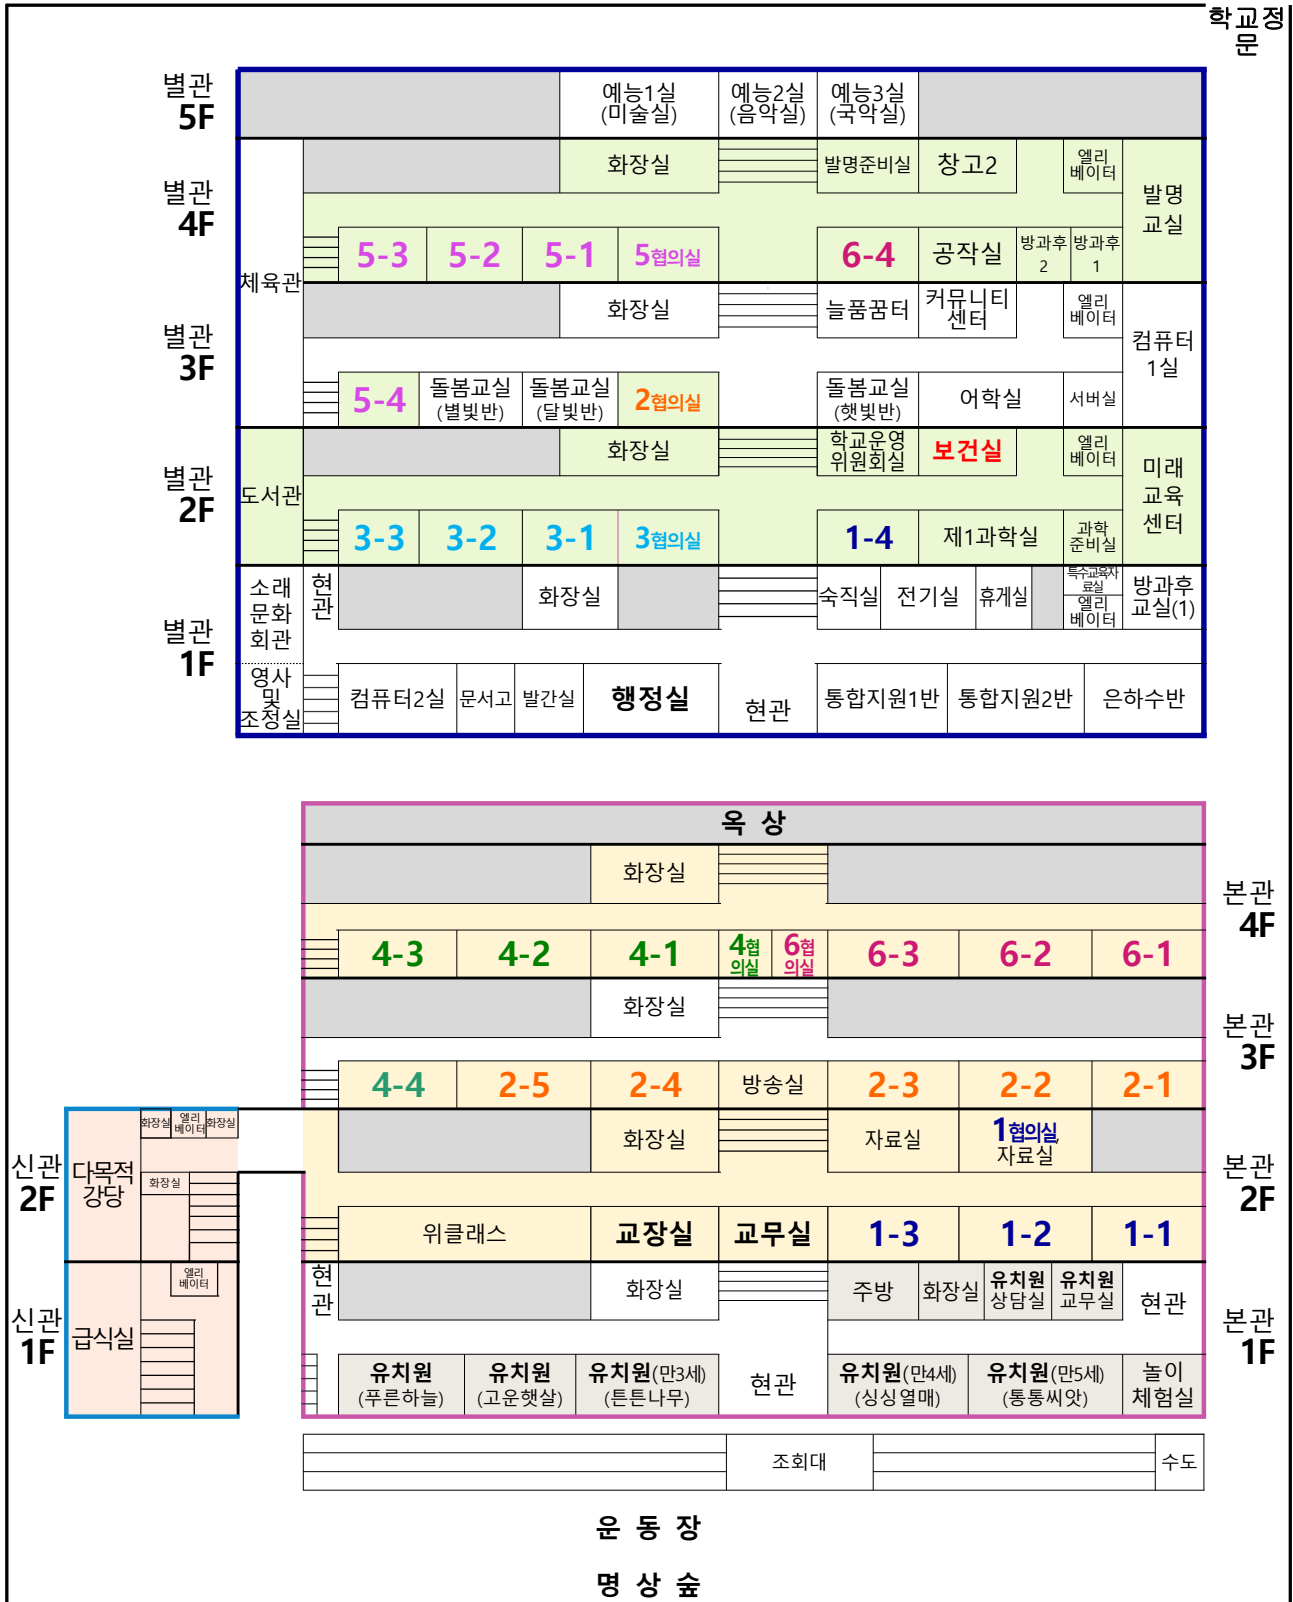 학교정
문
별관
5F
예능1실
(미술실)
예능2실
(음악실)
예능3실
(국악실)
별관
4F
체육관
화장실
발명준비실
창고2
엘리
베이터
발명
교실
5-3
5-2
5-1
5협의실
6-4
공작실
방과후
2
방과후
1
별관
3F
화장실
늘품꿈터
커뮤니티
센터
엘리
베이터
컴퓨터
1실
5-4
돌봄교실
(별빛반)
돌봄교실
(달빛반)
2협의실
돌봄교실
(햇빛반)
어학실
서버실
별관
2F
도서관
화장실
학교운영
위원회실
보건실
엘리
베이터
미래
교육
센터
3-3
3-2
3-1
3협의실
1-4
제1과학실
과학
준비실
별관
1F
소래
문화
회관
현
관
화장실
숙직실
전기실
휴게실
특수교육자
료실
엘리
베이터
방과후
교실(1)
영사
및
조정실
컴퓨터2실
문서고
발간실
행정실
현관
통합지원1반
통합지원2반
은하수반
옥 상
화장실
본관
4F
4-3
4-2
4-1
4협
의실
6협
의실
6-3
6-2
6-1
화장실
본관
3F
4-4
2-5
2-4
방송실
2-3
2-2
2-1
신관
2F
다목적
강당
화장실
엘리
베이터
화장실
화장실
화장실
자료실
1협의실,
자료실
본관
2F
위클래스
교장실
교무실
1-3
1-2
1-1
신관
1F
급식실
엘리
베이터
현
관
화장실
주방
화장실
유치원
상담실
유치원
교무실
현관
본관
1F
유치원
(푸른하늘)
유치원
(고운햇살)
유치원(만3세)
(튼튼나무)
현관
유치원(만4세)
(싱싱열매)
유치원(만5세)
(통통씨앗)
놀이
체험실
조회대
수도
운 동 장
명 상 숲